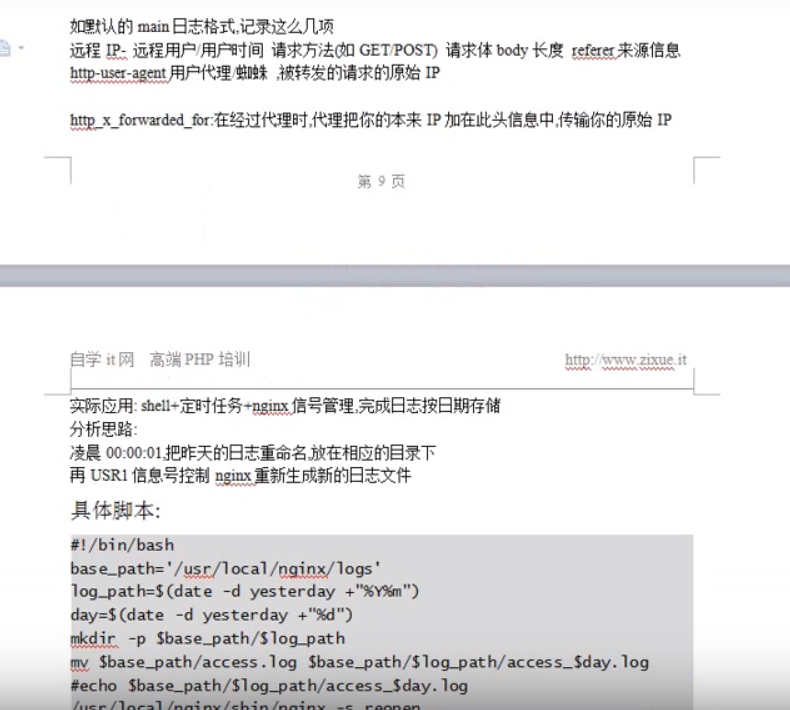 如默认的 main 日志格式,记录这么几项
远程 IP- 远程用户/用户时间 请求方法(如 GET/POST) 请求体 body 长度 referer 来源信息
http-user-agent 用户代理/蜘蛛 ,被转发的请求的原始 IP
http_x_forwarded_for:在经过代理时,代理把你的本来 IP 加在此头信息中,传输你的原始 IP
第 9 页
自学 it 网 高端 PHP 培训 http://www.zixue.it
实际应用: shell+定时任务+nginx 信号管理,完成日志按日期存储
分析思路:
凌晨 00:00:01,把昨天的日志重命名,放在相应的目录下
再 USR1 信息号控制 nginx 重新生成新的日志文件
具体脚本:
#!/bin/bash
base_path='/usr/local/nginx/logs'
log_path=$(date -d yesterday +"%Y%m")
day=$(date -d yesterday +"%d")
mkdir -p $base_path/$log_path
mv $base_path/access.log $base_path/$log_path/access_$day.log
#echo $base_path/$log_path/access_$day.log
/usr/local/nginx/sbin/nginx -s reopen